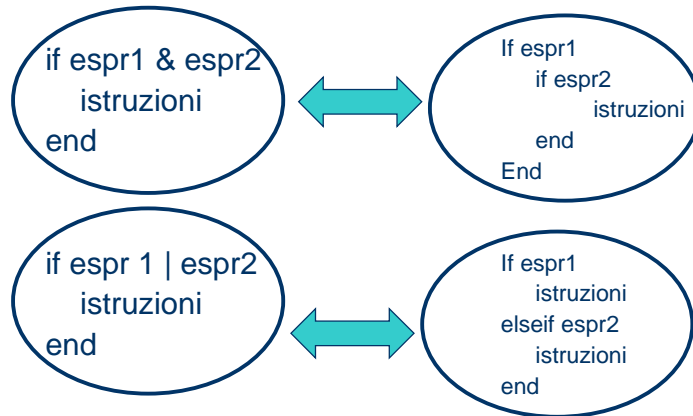 if espr1 & espr2
istruzioni
end
If espr1
if espr2
istruzioni
end
End
if espr 1 | espr2
istruzioni
end
If espr1
istruzioni
elseif espr2
istruzioni
end